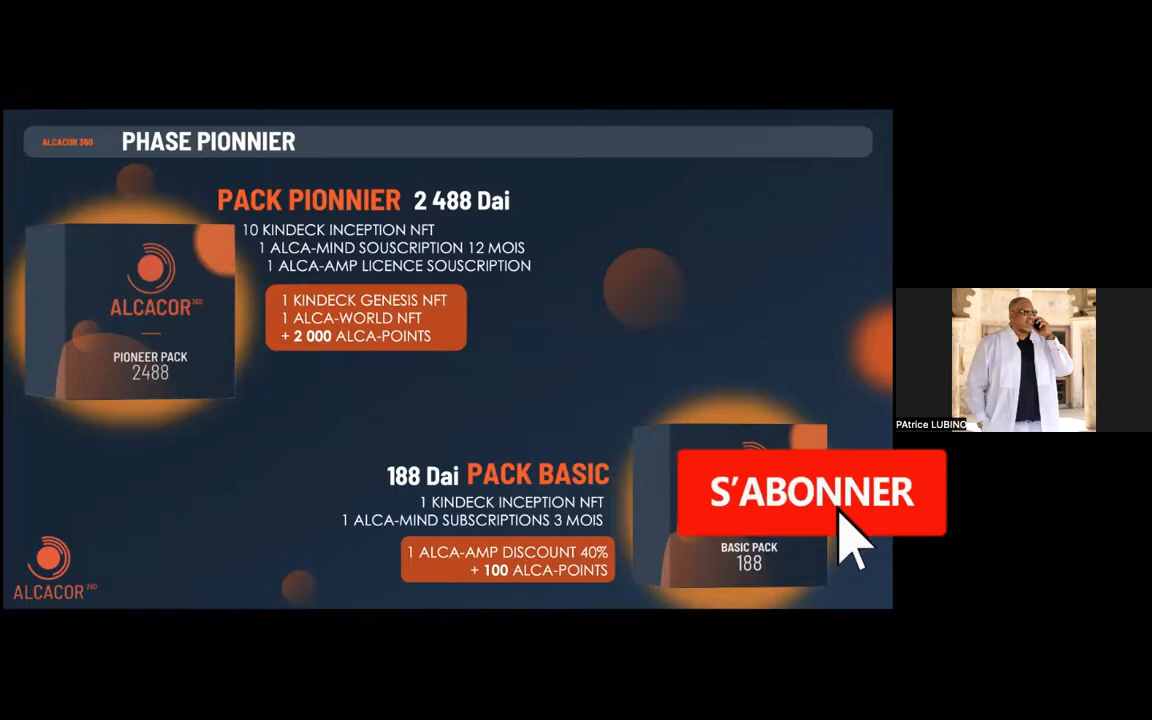 ALCACOR 360
PHASE PIONNIER
PACK PIONNIER 2 488 Dai
10 KINDECK INCEPTION NFT
1 ALCA-MIND SOUSCRIPTION 12 MOIS
1 ALCA-AMP LICENCE SOUSCRIPTION
1 KINDECK GENESIS NFT
1 ALCA-WORLD NFT
+ 2 000 ALCA-POINTS
ALCACOR 360
PIONEER PACK
2488
PAtrice LUBINO
188 Dai PACK BASIC
1 KINDECK INCEPTION NFT
1 ALCA-MIND SUBSCRIPTIONS 3 MOIS
1 ALCA-AMP DISCOUNT 40%
+ 100 ALCA-POINTS
S'ABONNER
BASIC PACK
188
ALCACOR 360